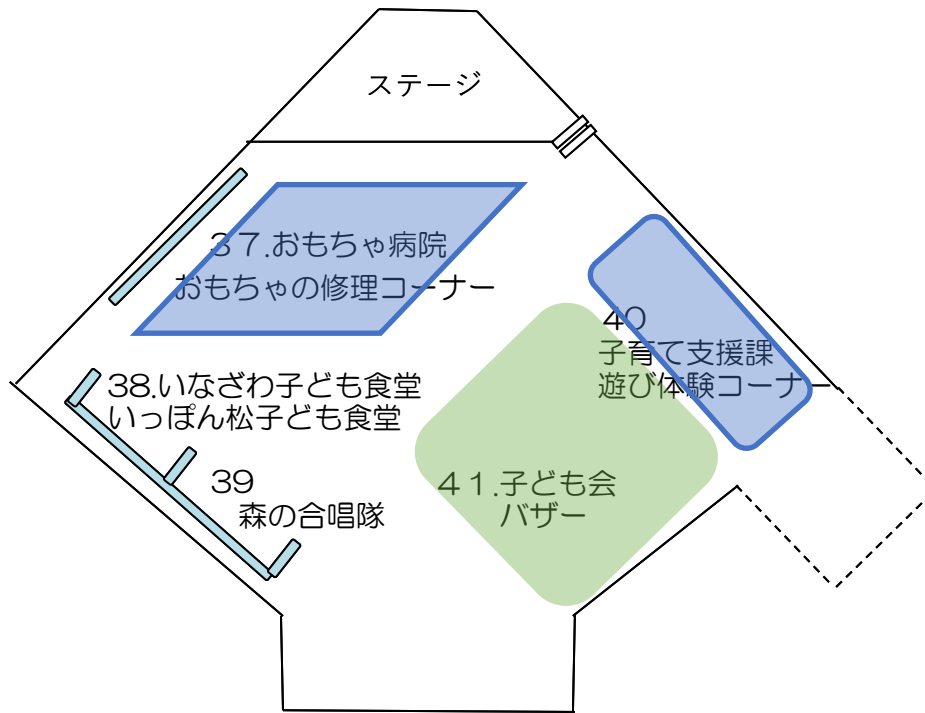 ステージ
37.おもちゃ病院
おもちゃの修理コーナー
40
子育て支援課
遊び体験コーナー
38.いなざわ子ども食堂
いっぽん松子ども食堂
39
森の合唱隊
41.子ども会
バザー